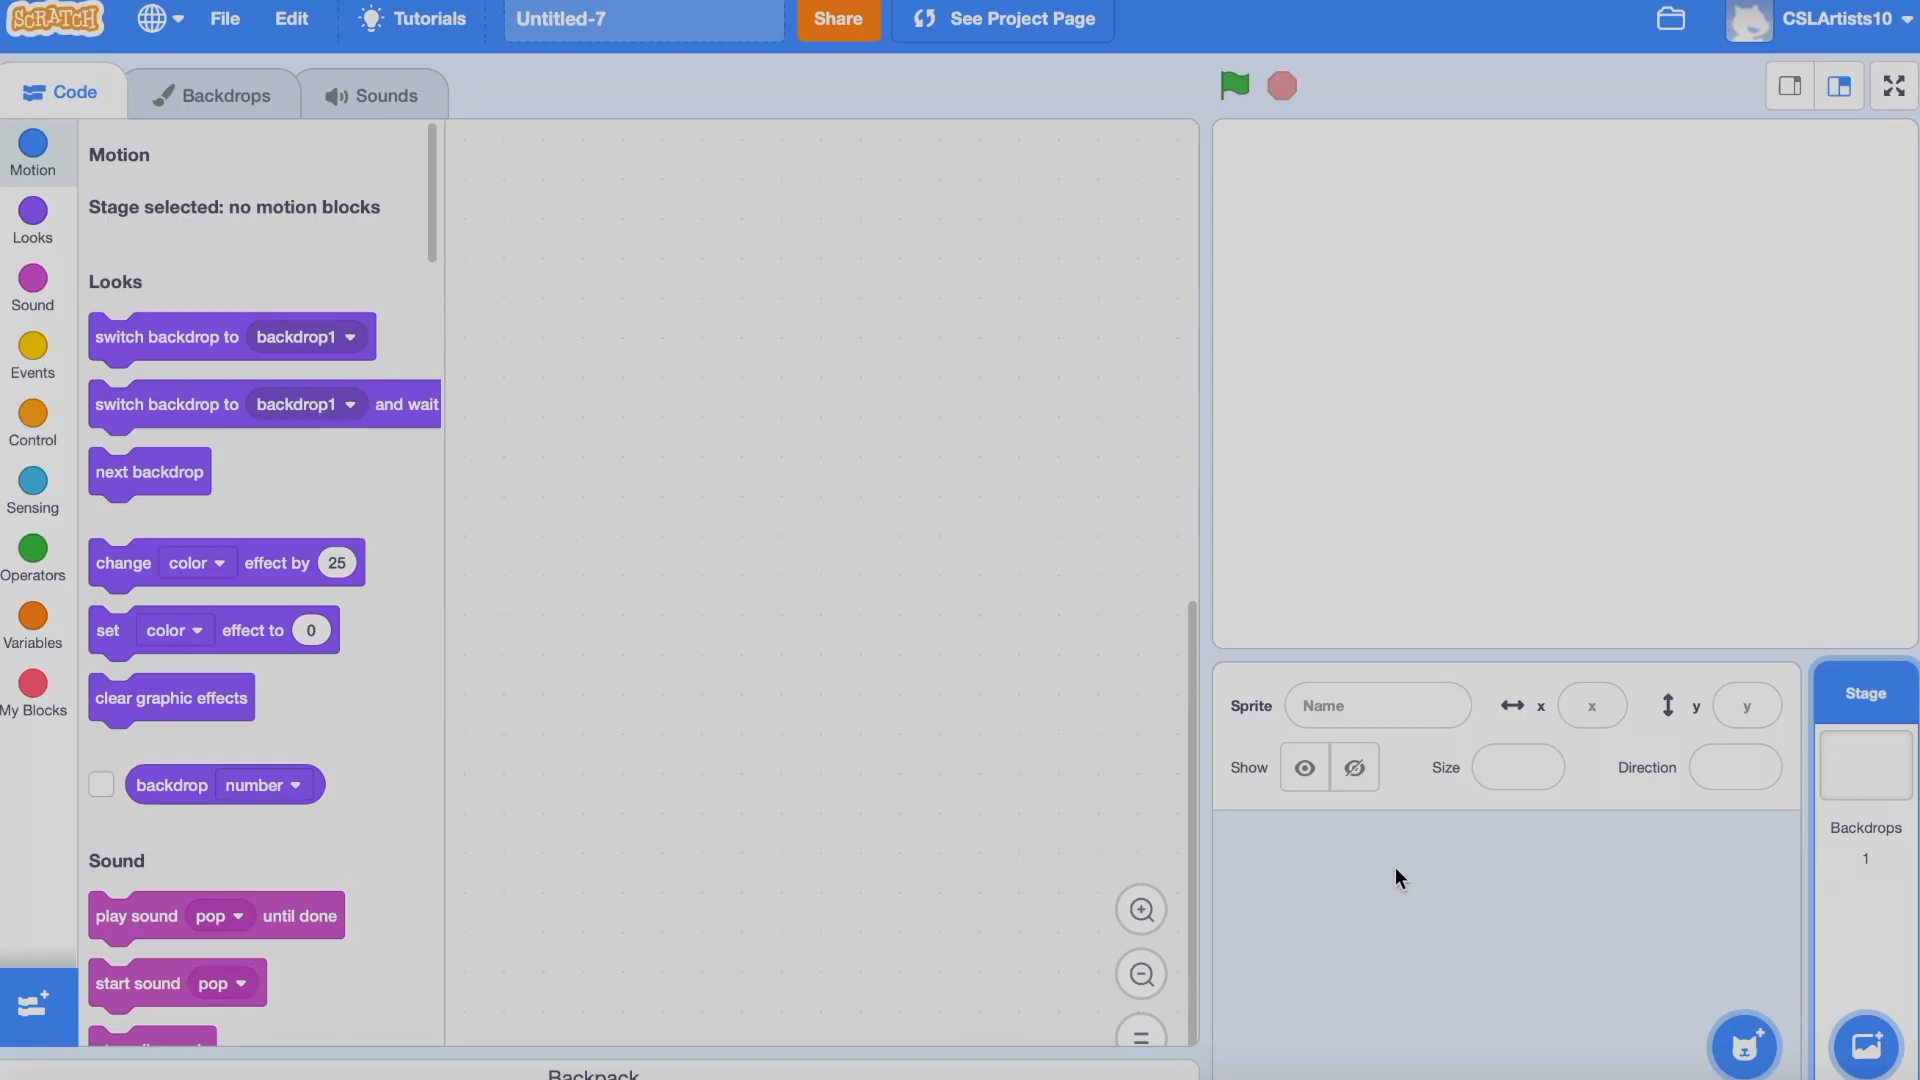 SCRATCH
File
Edit
Tutorials
Untitled-7
Share
See Project Page
CSLArtists10
Code
Backdrops
Sounds
Motion
Looks
Sound
Events
Control
Sensing
Operators
Variables
My Blocks
Motion
Stage selected: no motion blocks
Looks
switch backdrop to backdrop1
switch backdrop to backdrop1 and wait
next backdrop
change color effect by 25
set color effect to 0
clear graphic effects
backdrop number
Sound
play sound pop until done
start sound pop
Backpack
Sprite Name x x y y
Show Size Direction
Stage
Backdrops
1